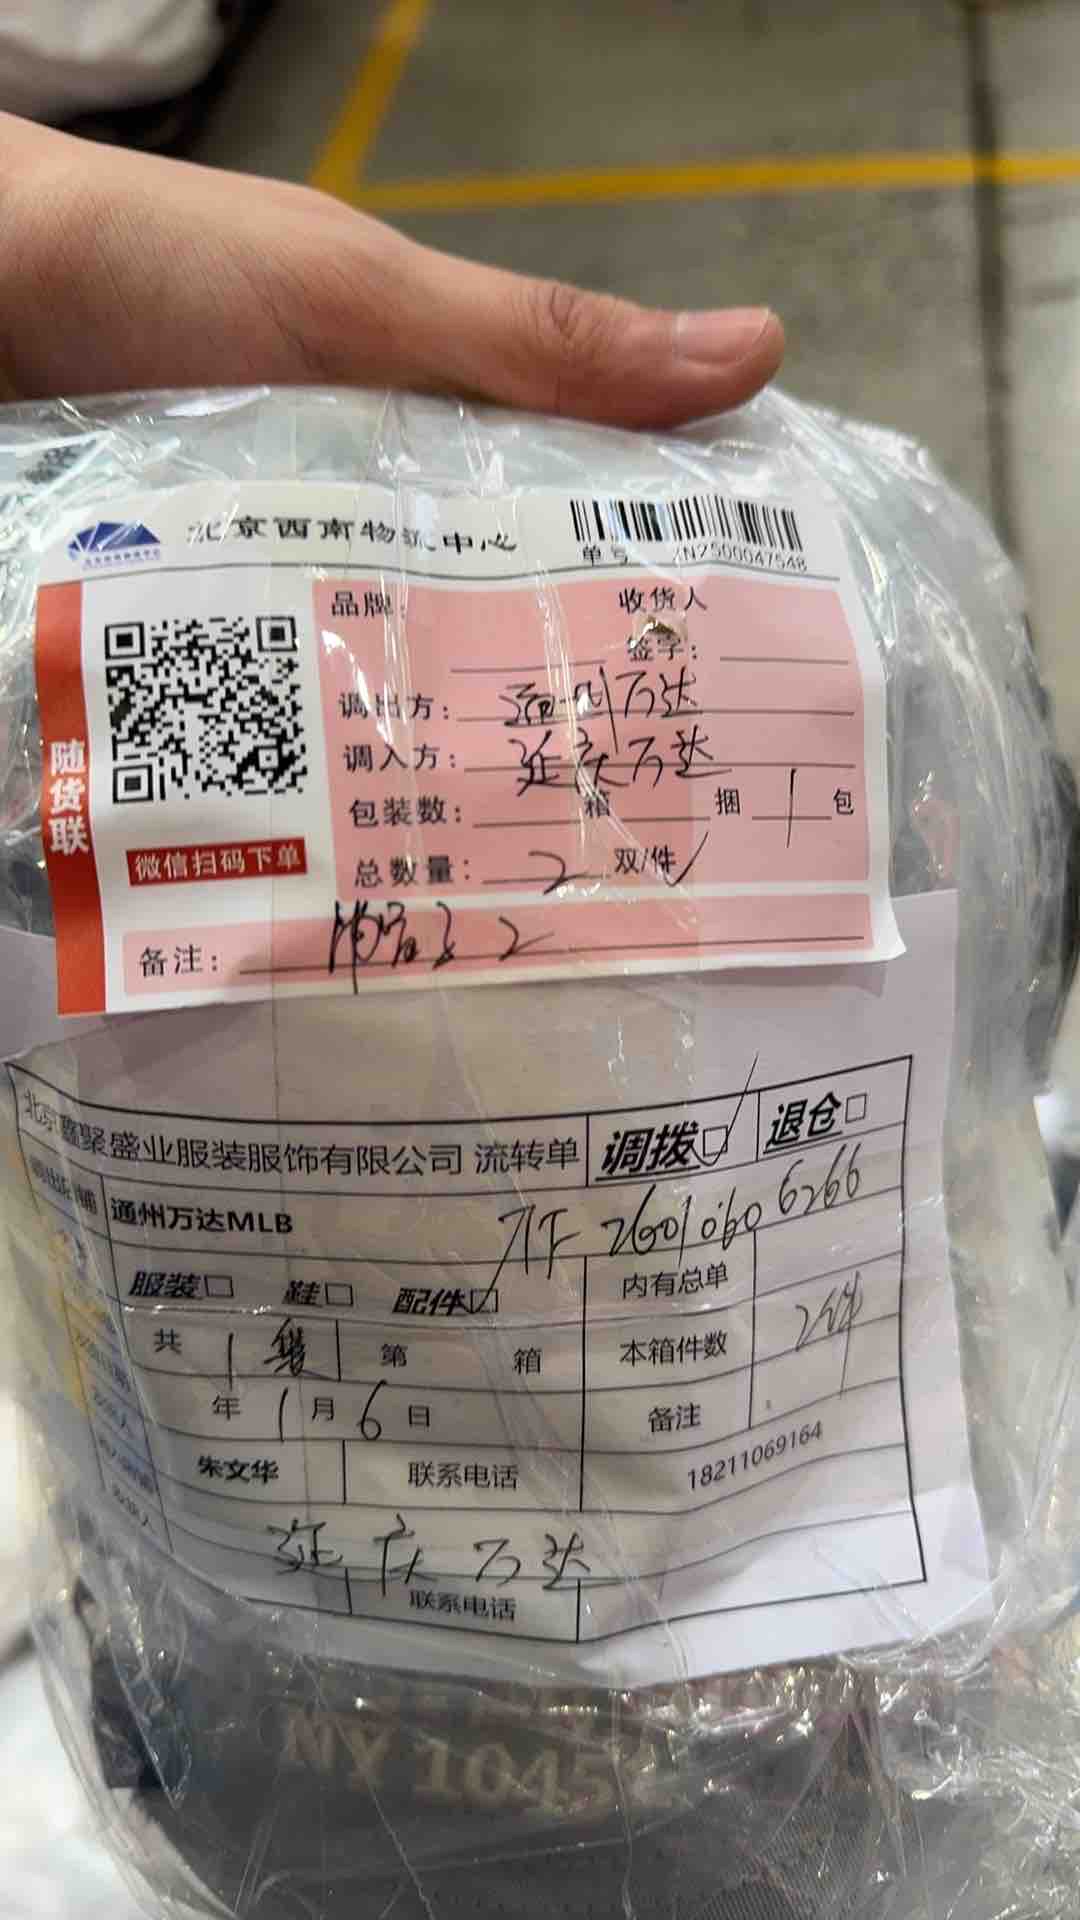 北京西南物流中心
单号 XN2500047548
随货联
微信扫码下单
品牌:
收货人
签字:
调出方: 通州万达
调入方: 延庆万达
包装数: 箱 捆 1 包
总数量: 2 双/件
备注: 2
北京鑫聚盛业服装服饰有限公司 流转单 调拨 退仓
通州万达MLB
TF 2601060 6266
服装 鞋 配件 内有总单
共 1 第 箱 本箱件数 2件
年 1 月 6 日 备注
朱文华 联系电话 18211069164
延庆万达
联系电话
NY 1045